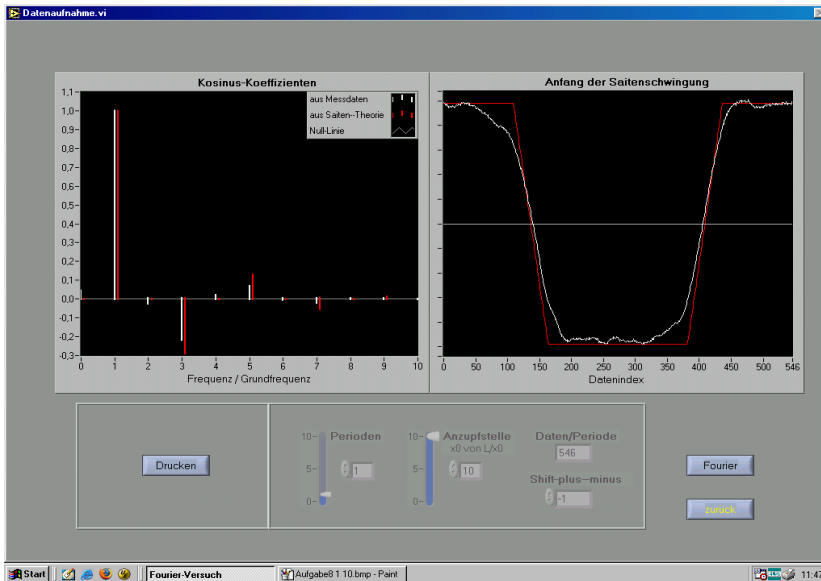 Datenaufnahme.vi
Kosinus-Koeffizienten
1,1
1,0
0,9
0,8
0,7
0,6
0,5
0,4
0,3
0,2
0,1
0,0
-0,1
-0,2
-0,3
0 1 2 3 4 5 6 7 8 9 10
Frequenz / Grundfrequenz
aus Messdaten
aus Saiten--Theorie
Null-Linie
Anfang der Saitenschwingung
0 50 100 150 200 250 300 350 400 450 500 546
Datenindex
Drucken
10 Perioden
5 1
0
10 Anzupfstelle
x0 von L/x0
5 10
0
Daten/Periode
546
Shift-plus--minus
-1
Fourier
zurück
Start Fourier-Versuch Aufgabe8 1 10.bmp - Paint 11:47